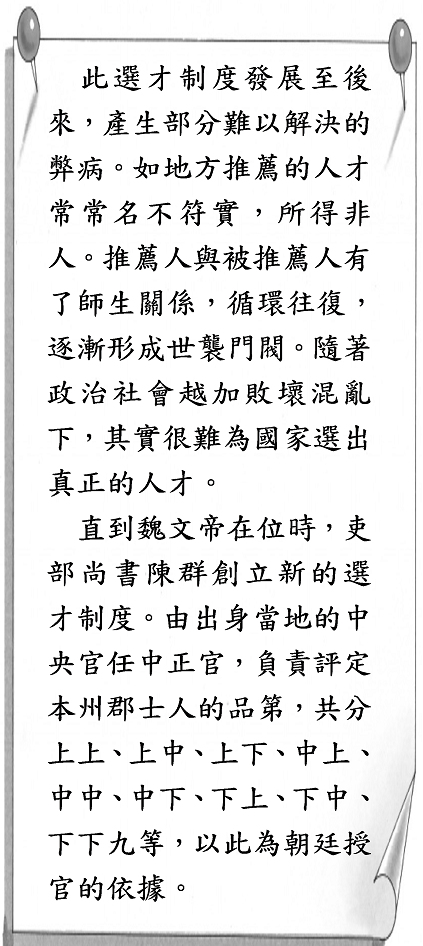 此選才制度發展至後
來，產生部分難以解決的
弊病。如地方推薦的人才
常常名不符實，所得非
人。推薦人與被推薦人有
了師生關係，循環往復，
逐漸形成世襲門閥。隨著
政治社會越加敗壞混亂
下，其實很難為國家選出
真正的人才。
直到魏文帝在位時，吏
部尚書陳群創立新的選
才制度。由出身當地的中
央官任中正官，負責評定
本州郡士人的品第，共分
上上、上中、上下、中上、
中中、中下、下上、下中、
下下九等，以此為朝廷授
官的依據。